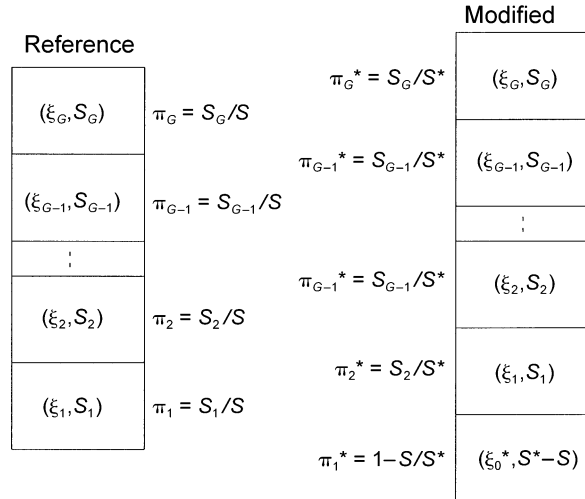 Reference
(ξG,SG) πG = SG/S
(ξG−1,SG−1) πG−1 = SG−1/S
⋮
(ξ2,S2) π2 = S2/S
(ξ1,S1) π1 = S1/S
Modified
πG* = SG/S* (ξG,SG)
πG−1* = SG−1/S* (ξG−1,SG−1)
⋮
πG−1* = SG−1/S* (ξ2,S2)
π2* = S2/S* (ξ1,S1)
π1* = 1−S/S* (ξ0*,S*−S)